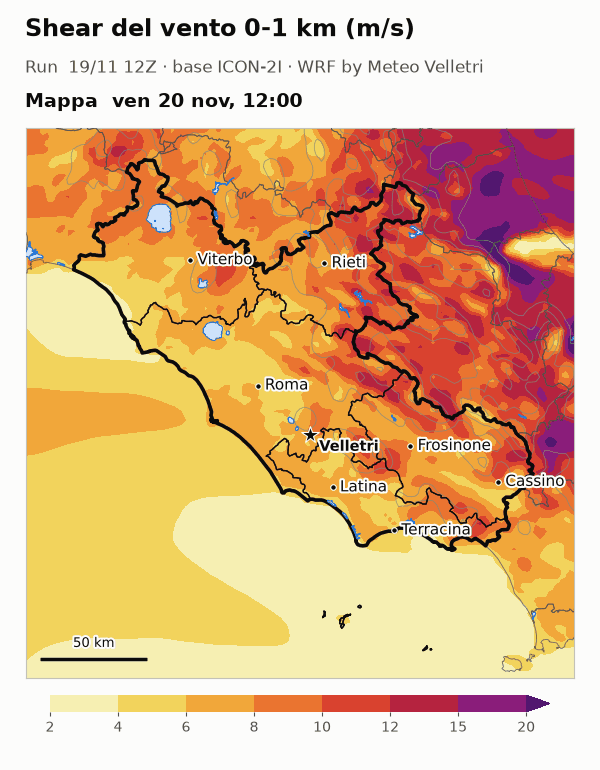 Shear del vento 0-1 km (m/s)
Run  19/11 12Z · base ICON-2I · WRF by Meteo Velletri
Mappa  ven 20 nov, 12:00
Viterbo
Rieti
Roma
Velletri
Frosinone
Latina
Cassino
Terracina
50 km
2 4 6 8 10 12 15 20